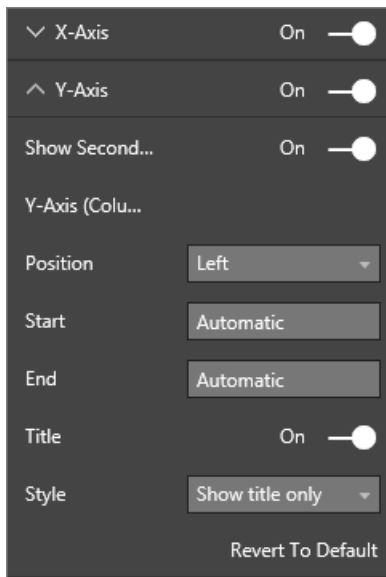 X-Axis On
Y-Axis On
Show Second... On
Y-Axis (Colu...
Position Left
Start Automatic
End Automatic
Title On
Style Show title only
Revert To Default